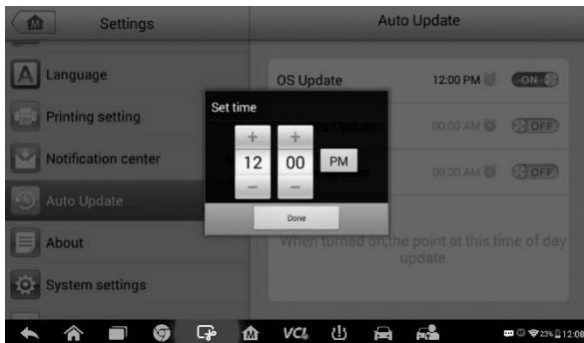 Settings
Auto Update
A Language
Printing setting
Notification center
Auto Update
About
System settings
OS Update 12:00 PM ON
Update 00:00 AM OFF
00:00 AM OFF
When turned on,the point at this time of day
update
Set time
+ +
12 00 PM
- -
Done
M VCI 23% 12:08